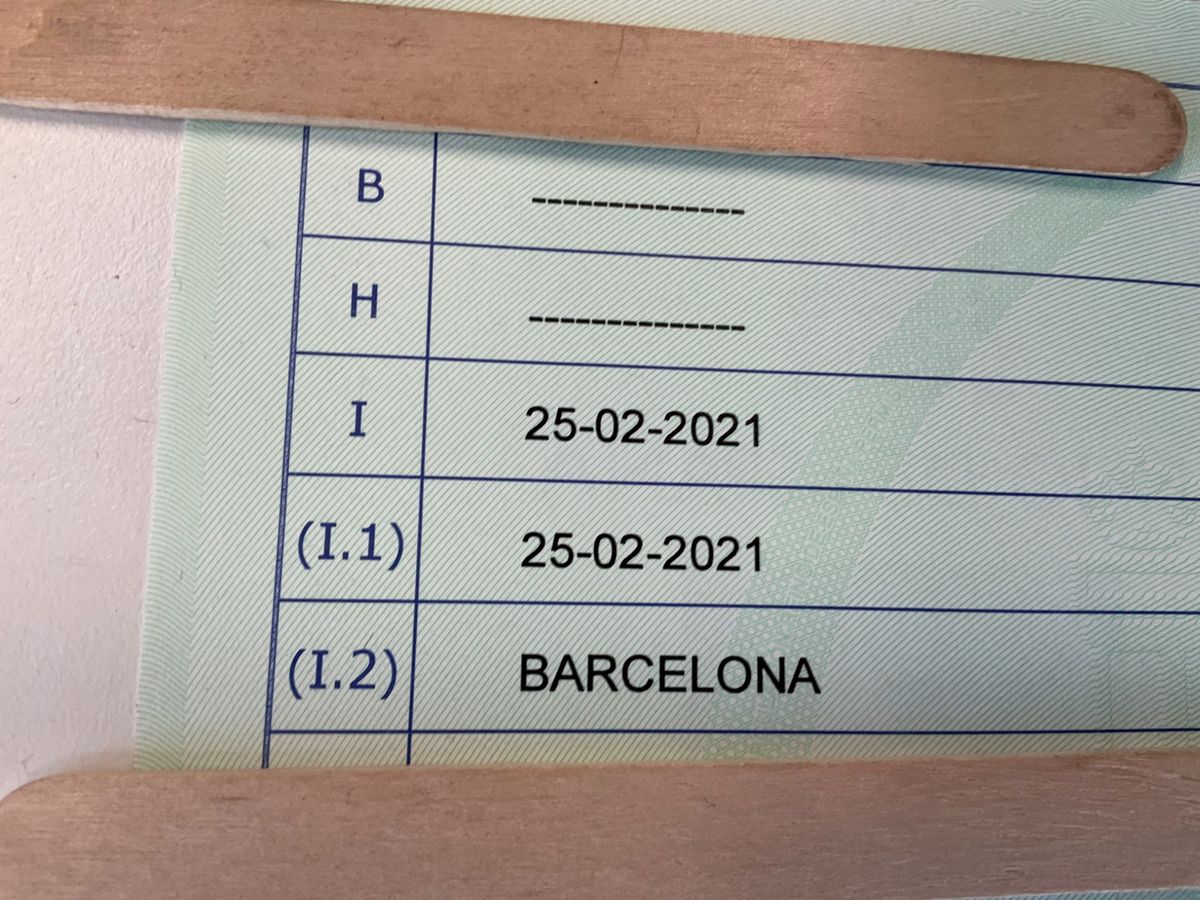 B --------------
H --------------
I 25-02-2021
(I.1) 25-02-2021
(I.2) BARCELONA